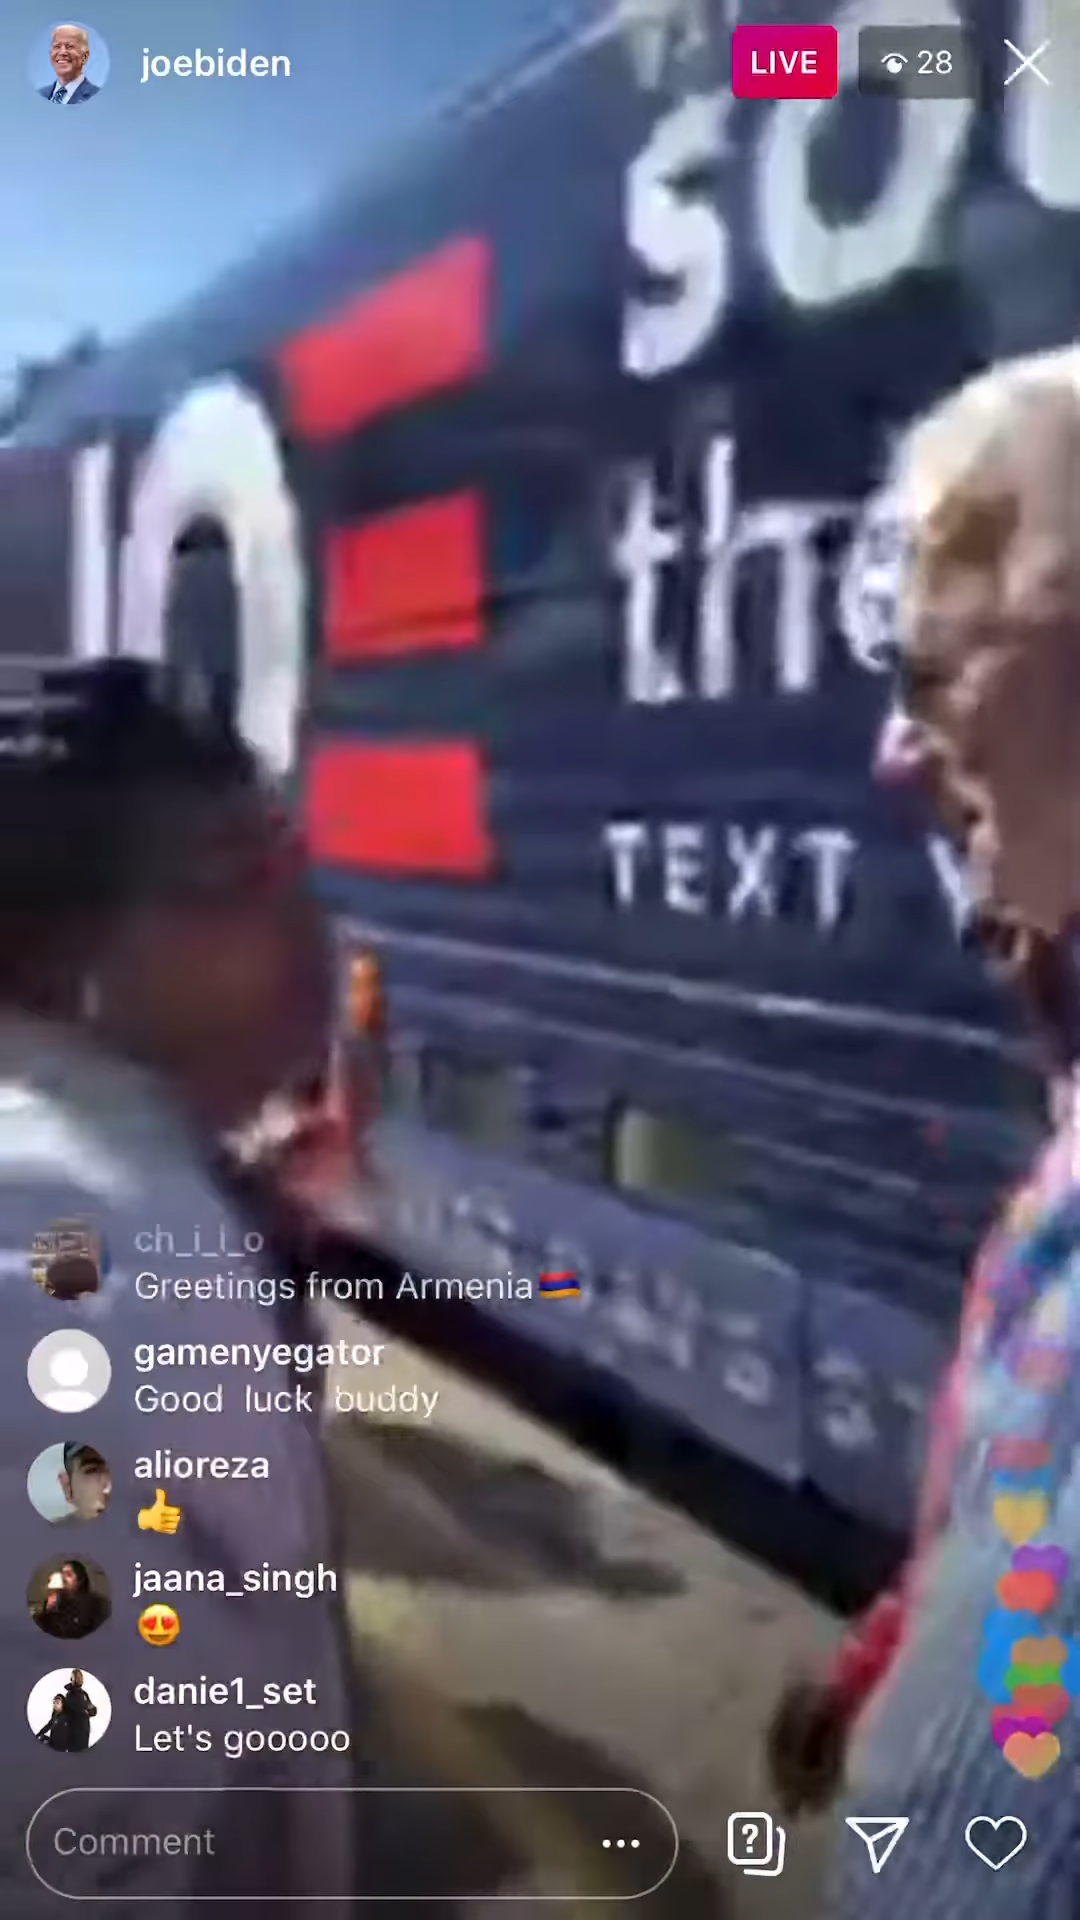 joebiden
LIVE
28
so
the
TEXT
ch_i_l_o
Greetings from Armenia🇦🇲
gamenyegator
Good luck buddy
alioreza
👍
jaana_singh
😍
danie1_set
Let's gooooo
Comment